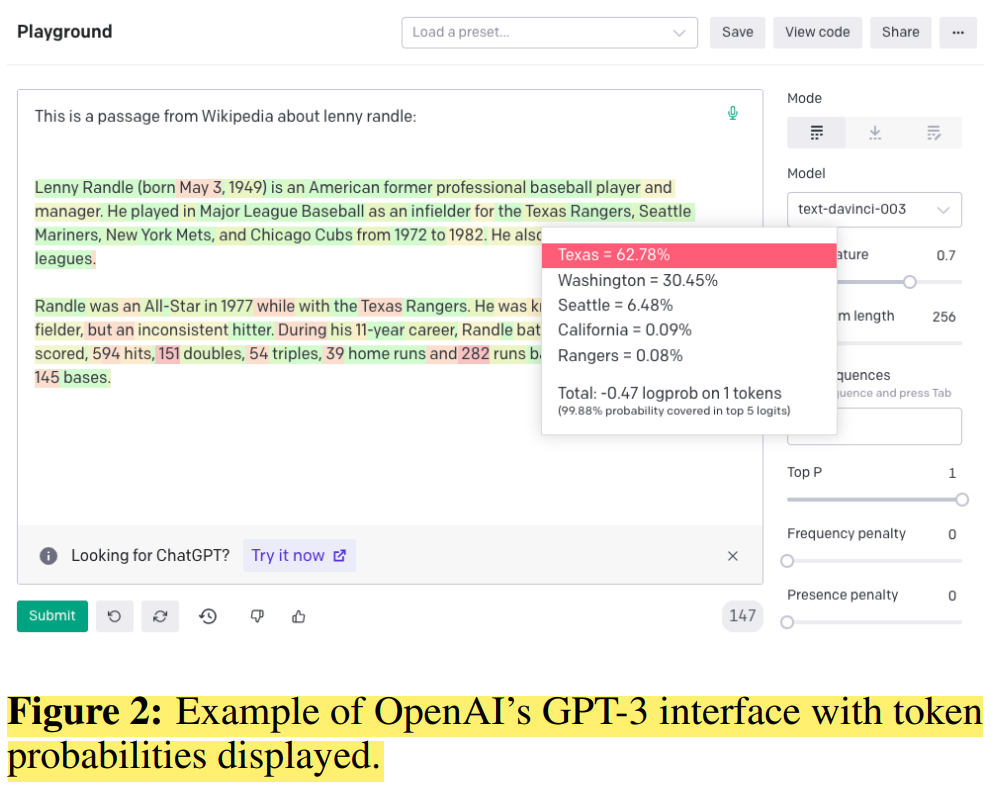 Playground
Load a preset...
Save
View code
Share
...
This is a passage from Wikipedia about lenny randle:
Lenny Randle (born May 3, 1949) is an American former professional baseball player and
manager. He played in Major League Baseball as an infielder for the Texas Rangers, Seattle
Mariners, New York Mets, and Chicago Cubs from 1972 to 1982. He also
leagues.
Randle was an All-Star in 1977 while with the Texas Rangers. He was
fielder, but an inconsistent hitter. During his 11-year career, Randle bat
scored, 594 hits, 151 doubles, 54 triples, 39 home runs and 282 runs
145 bases.
Texas = 62.78%
Washington = 30.45%
Seattle = 6.48%
California = 0.09%
Rangers = 0.08%
Total: -0.47 logprob on 1 tokens
(99.88% probability covered in top 5 logits)
Looking for ChatGPT?
Try it now
Submit
147
Mode
Model
text-davinci-003
ature
0.7
m length
256
quences
uence and press Tab
Top P
1
Frequency penalty
0
Presence penalty
0
Figure 2: Example of OpenAI's GPT-3 interface with token
probabilities displayed.